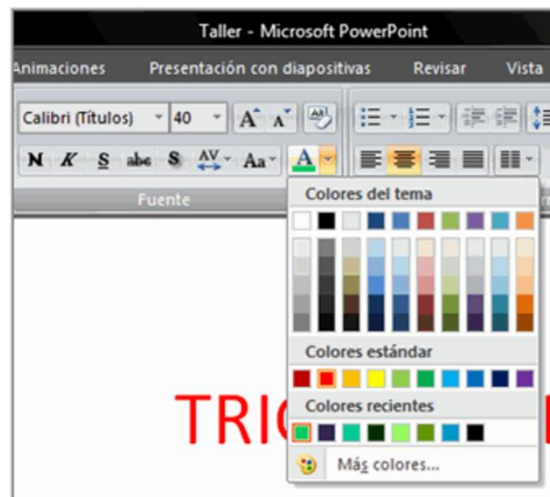 Taller - Microsoft PowerPoint
Animaciones Presentación con diapositivas Revisar Vista
Calibri (Títulos) 40 A A Aa
N K S abe S AV Aa A
Fuente
Colores del tema
Colores estándar
Colores recientes
TRI
Más colores...